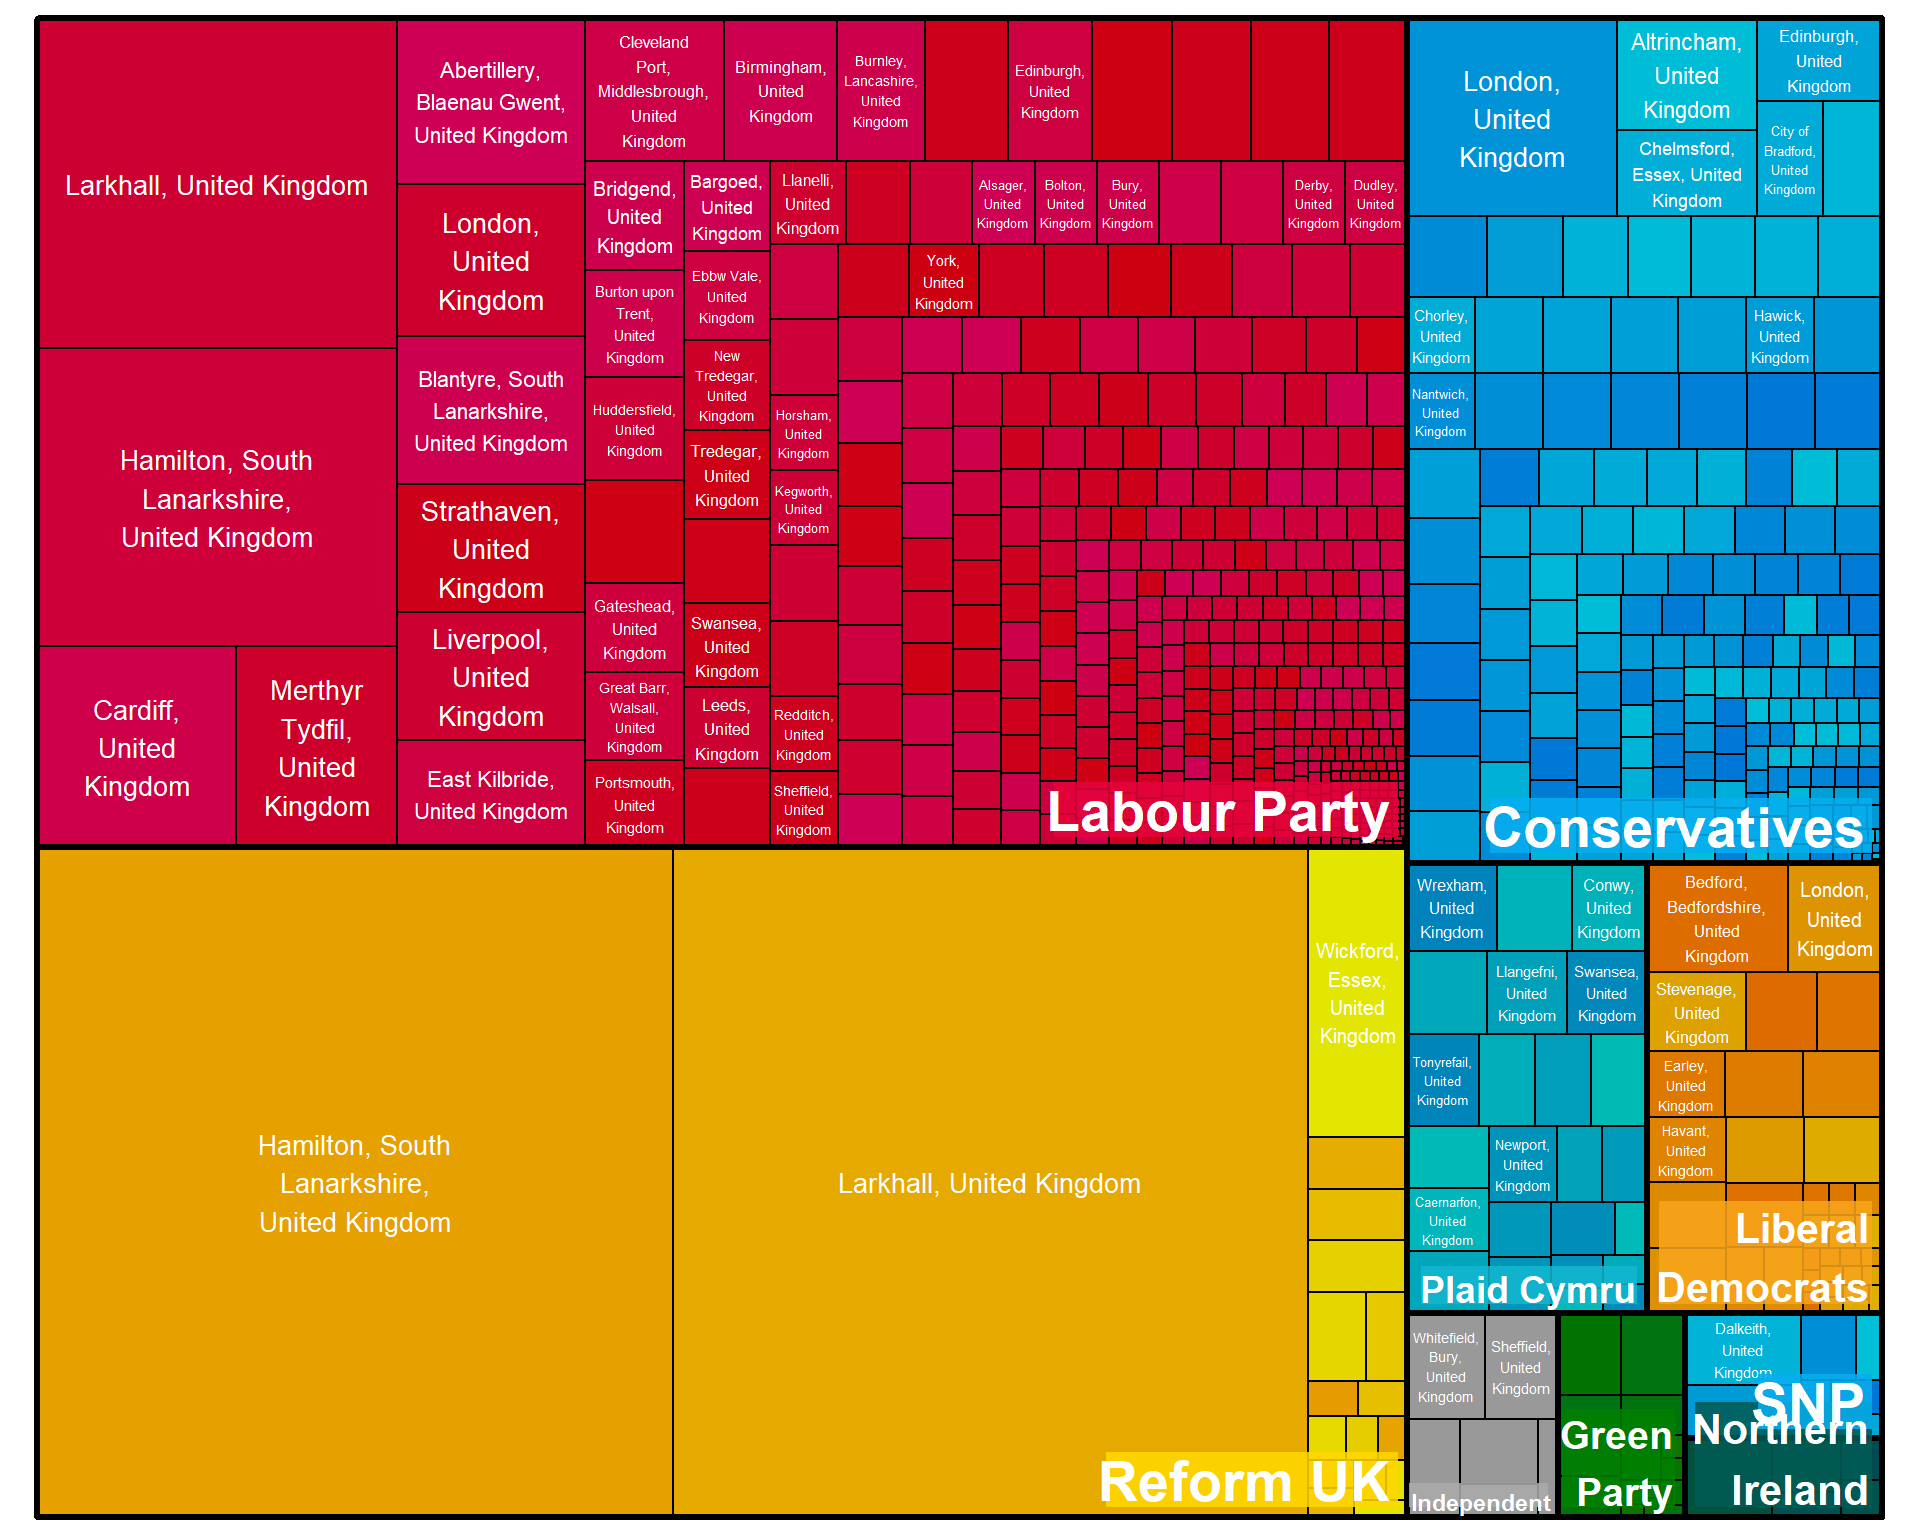 Larkhall, United Kingdom
Hamilton, South
Lanarkshire,
United Kingdom
Cardiff,
United
Kingdom
Merthyr
Tydfil,
United
Kingdom
Abertillery,
Blaenau Gwent,
United Kingdom
London,
United
Kingdom
Blantyre, South
Lanarkshire,
United Kingdom
Strathaven,
United
Kingdom
Liverpool,
United
Kingdom
East Kilbride,
United Kingdom
Cleveland
Port,
Middlesbrough,
United
Kingdom
Birmingham,
United
Kingdom
Burnley,
Lancashire,
United
Kingdom
Edinburgh,
United
Kingdom
Bridgend,
United
Kingdom
Burton upon
Trent,
United
Kingdom
Huddersfield,
United
Kingdom
Gateshead,
United
Kingdom
Great Barr,
Walsall,
United
Kingdom
Portsmouth,
United
Kingdom
Bargoed,
United
Kingdom
Ebbw Vale,
United
Kingdom
New
Tredegar,
United
Kingdom
Tredegar,
United
Kingdom
Swansea,
United
Kingdom
Leeds,
United
Kingdom
Llanelli,
United
Kingdom
Horsham,
United
Kingdom
Kegworth,
United
Kingdom
Redditch,
United
Kingdom
Sheffield,
United
Kingdom
Alsager,
United
Kingdom
Bolton,
United
Kingdom
Bury,
United
Kingdom
Derby,
United
Kingdom
Dudley,
United
Kingdom
York,
United
Kingdom
Labour Party
London,
United
Kingdom
Altrincham,
United
Kingdom
Chelmsford,
Essex, United
Kingdom
Edinburgh,
United
Kingdom
City of
Bradford,
United
Kingdom
Chorley,
United
Kingdom
Hawick,
United
Kingdom
Nantwich,
United
Kingdom
Conservatives
Hamilton, South
Lanarkshire,
United Kingdom
Larkhall, United Kingdom
Wickford,
Essex,
United
Kingdom
Reform UK
Wrexham,
United
Kingdom
Conwy,
United
Kingdom
Llangefni,
United
Kingdom
Swansea,
United
Kingdom
Tonyrefail,
United
Kingdom
Newport,
United
Kingdom
Caernarfon,
United
Kingdom
Plaid Cymru
Bedford,
Bedfordshire,
United
Kingdom
London,
United
Kingdom
Stevenage,
United
Kingdom
Earley,
United
Kingdom
Havant,
United
Kingdom
Liberal
Democrats
Whitefield,
Bury,
United
Kingdom
Sheffield,
United
Kingdom
Independent
Green
Party
Dalkeith,
United
Kingdom
SNP
Northern
Ireland